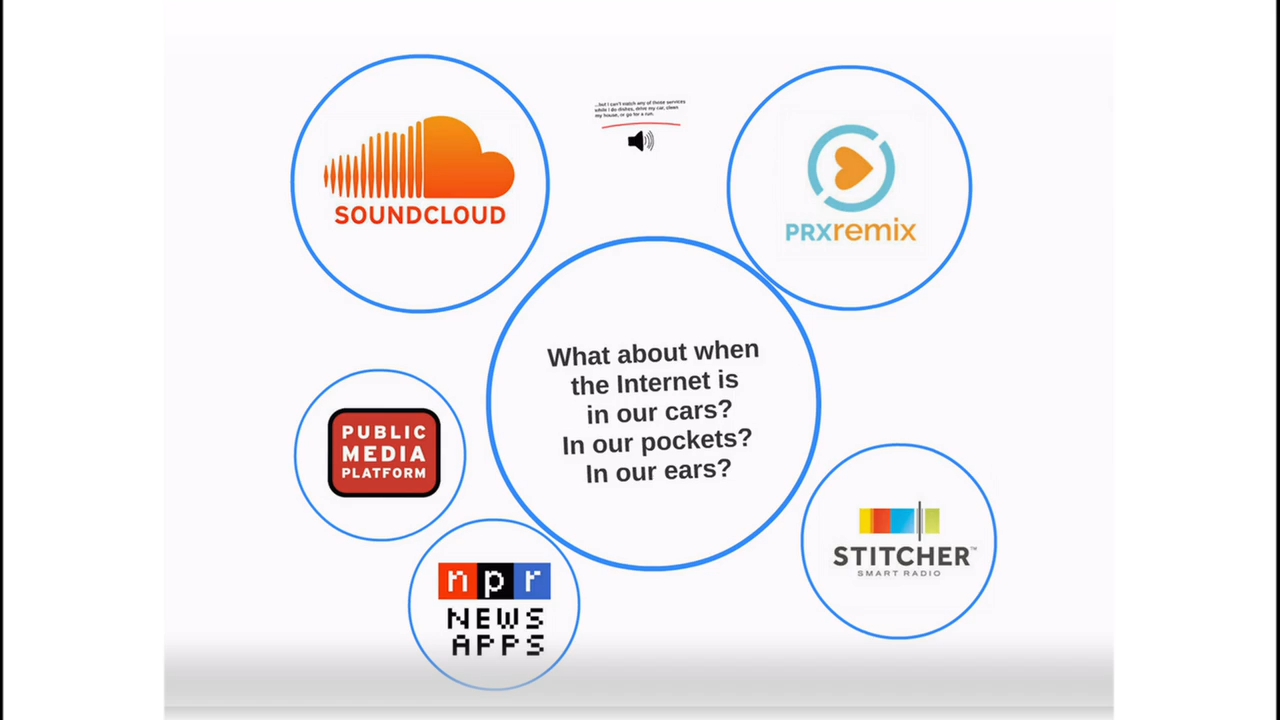 ...but I can't watch any of those services
while I do dishes, drive my car, clean
my house, or go for a run.
SOUNDCLOUD
PRXremix
What about when
the Internet is
in our cars?
In our pockets?
In our ears?
PUBLIC
MEDIA
PLATFORM
STITCHER™
SMART RADIO
npr
NEWS
APPS